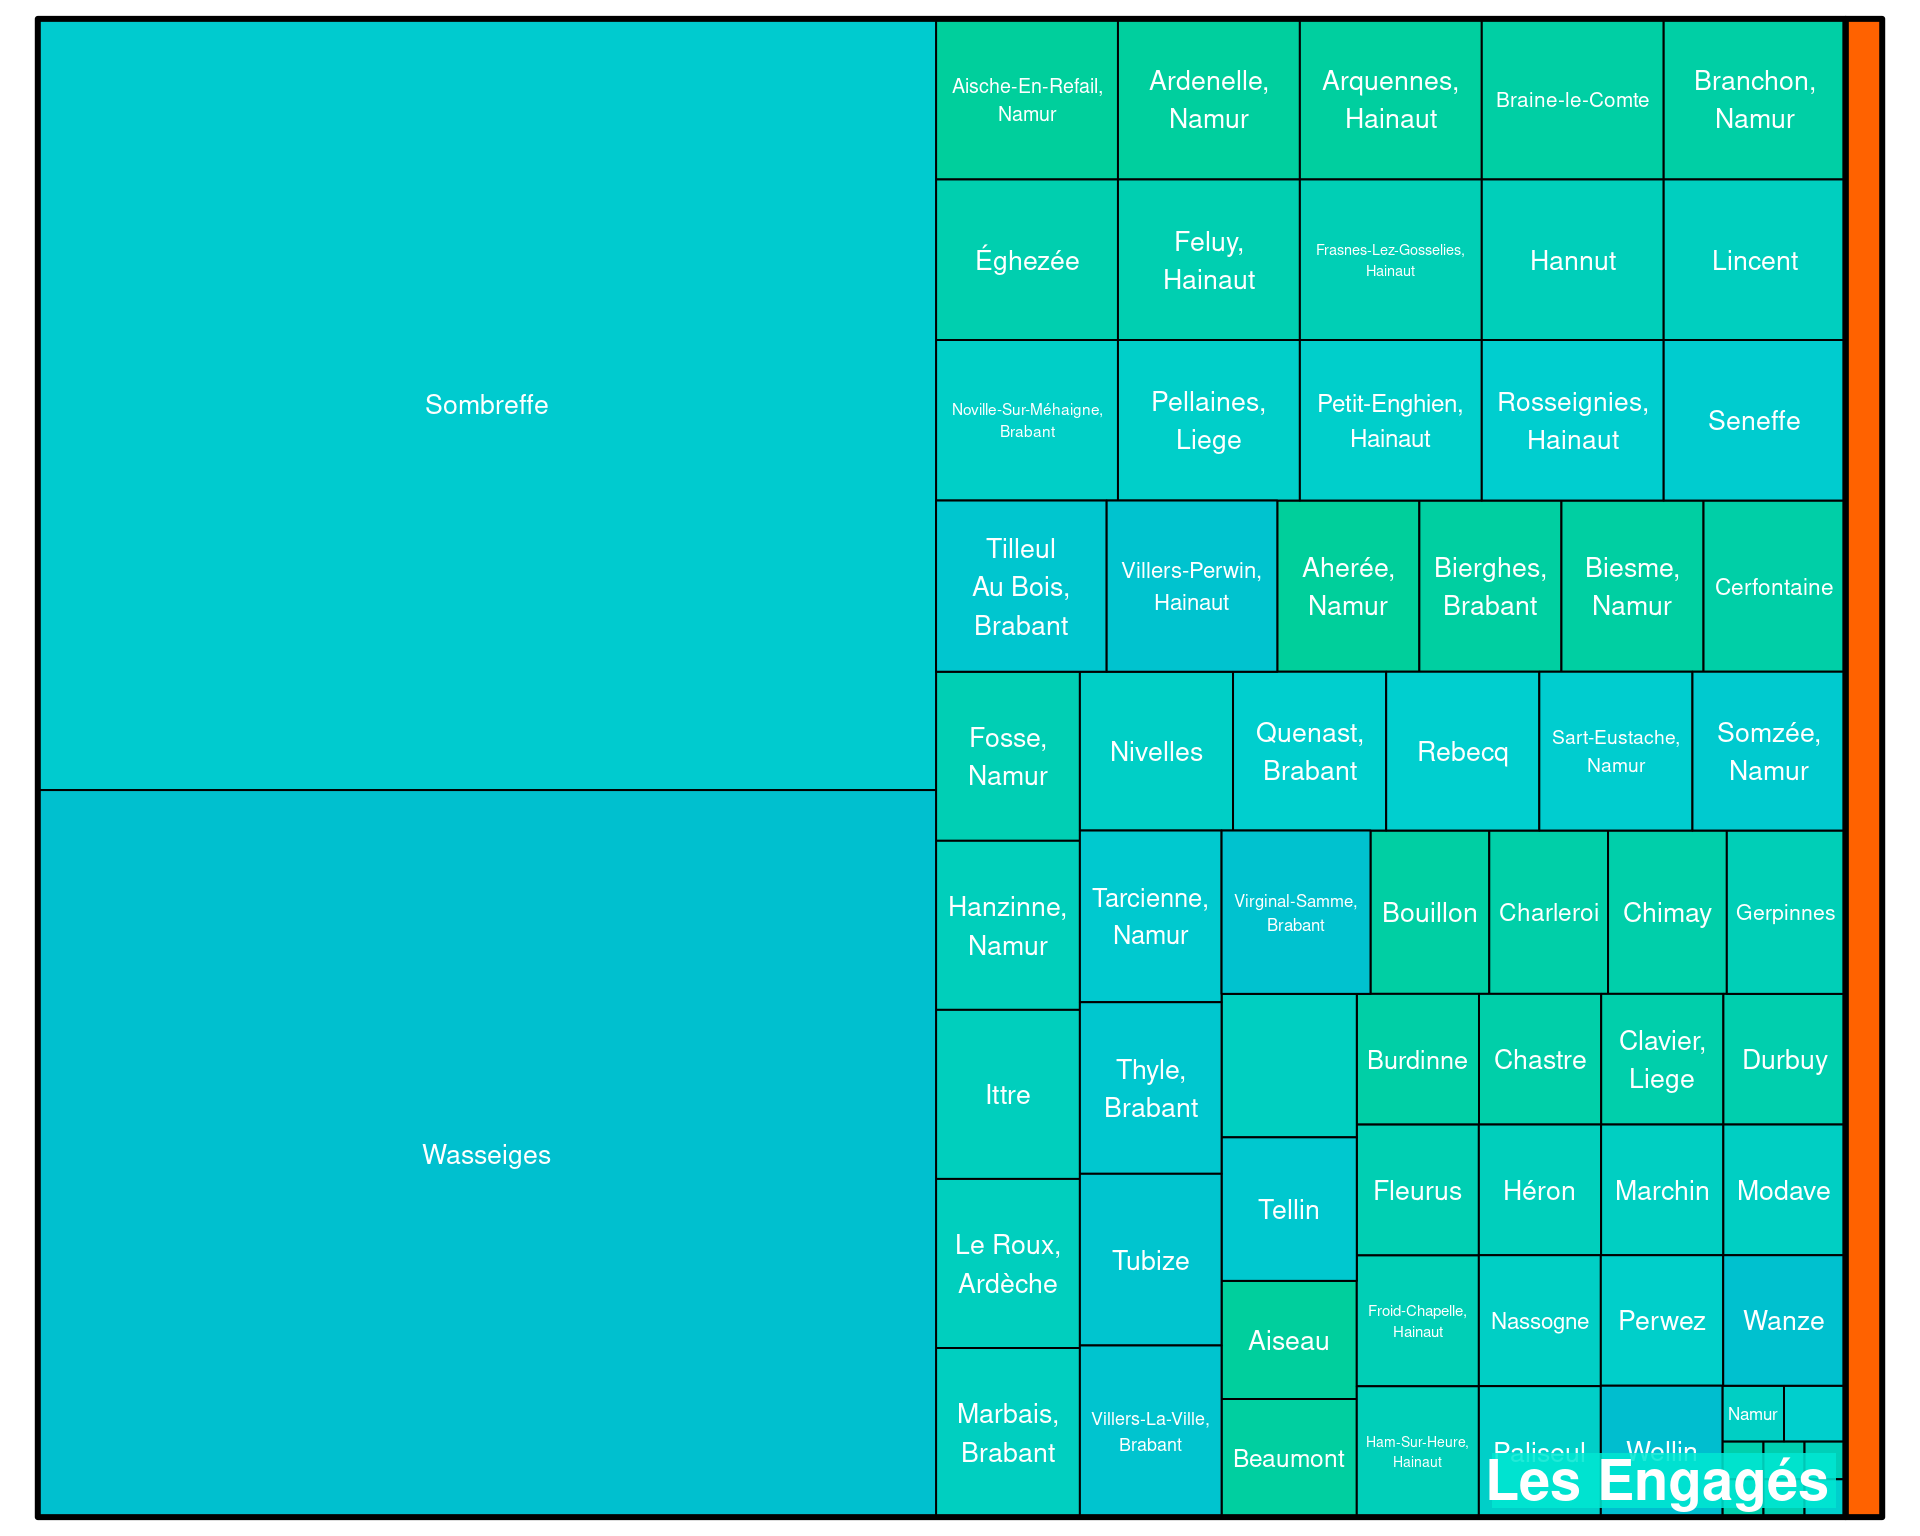 Sombreffe
Wasseiges
Aische-En-Refail,
Namur
Ardenelle,
Namur
Arquennes,
Hainaut
Braine-le-Comte
Branchon,
Namur
Éghezée
Feluy,
Hainaut
Frasnes-Lez-Gosselies,
Hainaut
Hannut
Lincent
Noville-Sur-Méhaigne,
Brabant
Pellaines,
Liege
Petit-Enghien,
Hainaut
Rosseignies,
Hainaut
Seneffe
Tilleul
Au Bois,
Brabant
Villers-Perwin,
Hainaut
Aherée,
Namur
Bierghes,
Brabant
Biesme,
Namur
Cerfontaine
Fosse,
Namur
Nivelles
Quenast,
Brabant
Rebecq
Sart-Eustache,
Namur
Somzée,
Namur
Hanzinne,
Namur
Tarcienne,
Namur
Virginal-Samme,
Brabant
Bouillon
Charleroi
Chimay
Gerpinnes
Ittre
Thyle,
Brabant
Burdinne
Chastre
Clavier,
Liege
Durbuy
Le Roux,
Ardèche
Tubize
Tellin
Fleurus
Héron
Marchin
Modave
Aiseau
Froid-Chapelle,
Hainaut
Nassogne
Perwez
Wanze
Marbais,
Brabant
Villers-La-Ville,
Brabant
Beaumont
Ham-Sur-Heure,
Hainaut
Paliseul
Wellin
Namur
Les Engagés